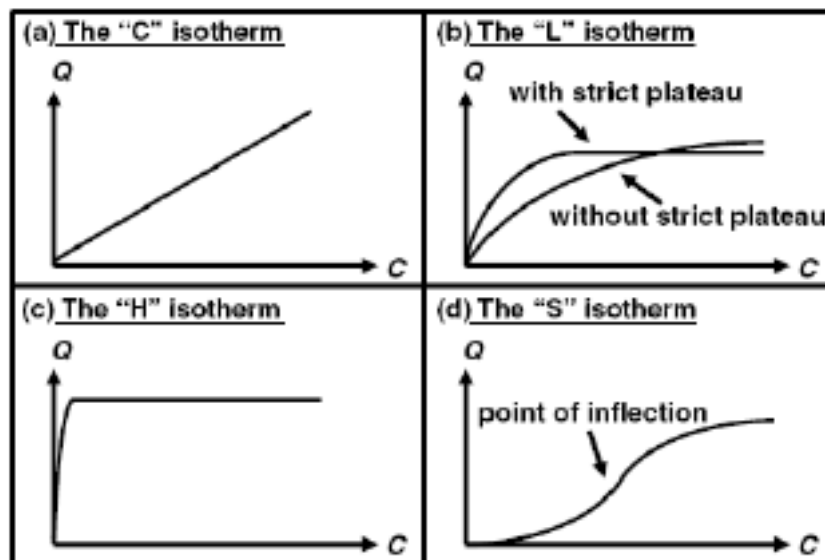 (a) The “C” isotherm
Q
C
(b) The “L” isotherm
Q
with strict plateau
without strict plateau
C
(c) The “H” isotherm
Q
C
(d) The “S” isotherm
Q
point of inflection
C